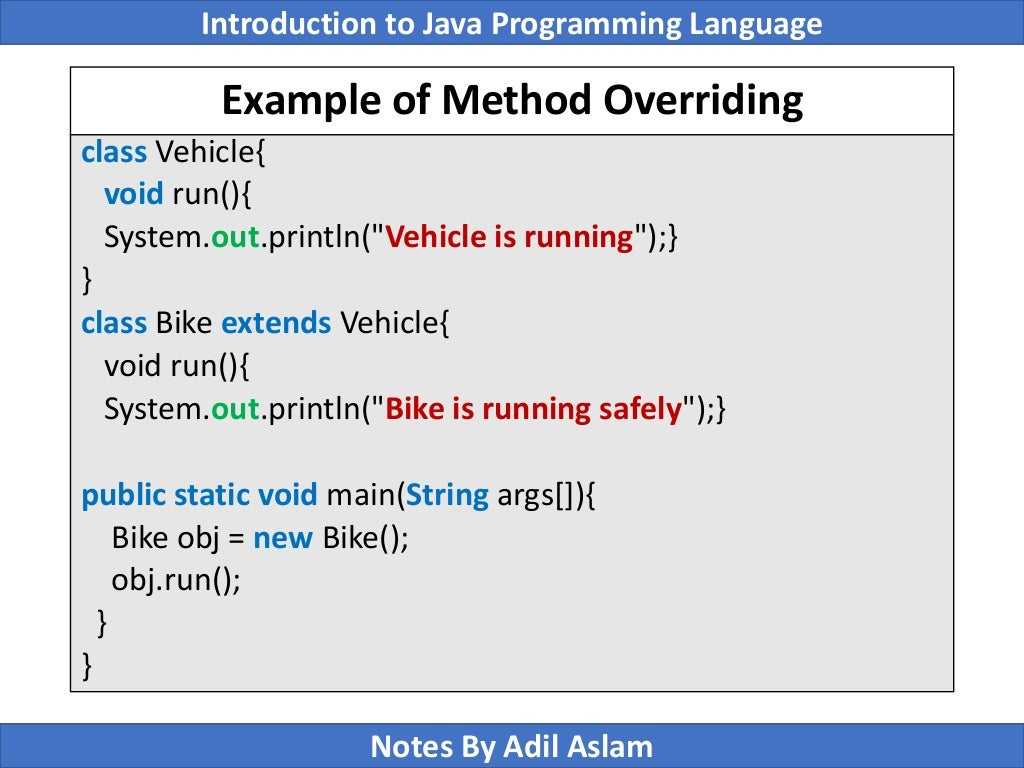 Introduction to Java Programming Language
Example of Method Overriding
class Vehicle{
void run(){
System.out.println("Vehicle is running");}
}
class Bike extends Vehicle{
void run(){
System.out.println("Bike is running safely");}
public static void main(String args[]){
Bike obj = new Bike();
obj.run();
}
}
Notes By Adil Aslam